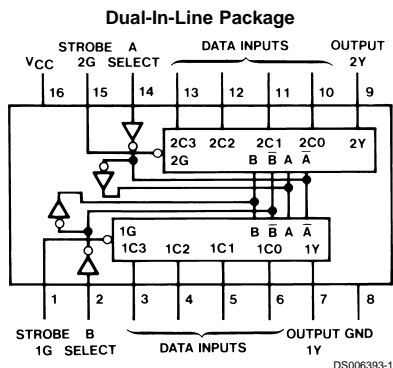 Dual-In-Line Package
STROBE A DATA INPUTS OUTPUT
VCC 2G SELECT 2Y
16 15 14 13 12 11 10 9
2C3 2C2 2C1 2C0 2Y
2G B B̅ A A̅
1G B B̅ A A̅
1C3 1C2 1C1 1C0 1Y
1 2 3 4 5 6 7 8
STROBE B DATA INPUTS OUTPUT GND
1G SELECT 1Y
DS006393-1